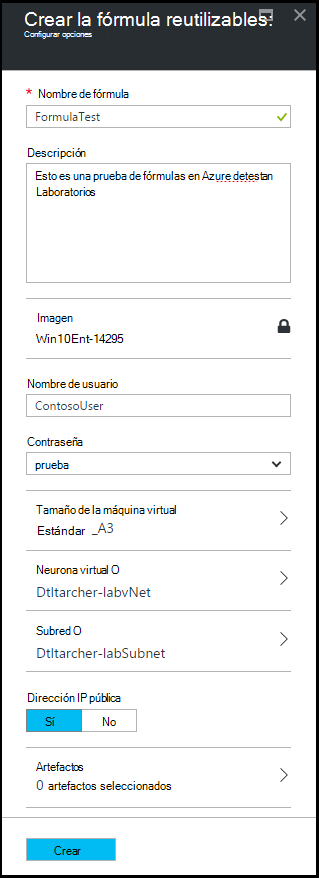 Crear la fórmula reutilizables.
Configurar opciones
* Nombre de fórmula
FormulaTest
Descripción
Esto es una prueba de fórmulas en Azure detestan
Laboratorios
Imagen
Win10Ent-14295
Nombre de usuario
ContosoUser
Contraseña
prueba
Tamaño de la máquina virtual
Estándar _A3
Neurona virtual O
Dtltarcher-labvNet
Subred O
Dtltarcher-labSubnet
Dirección IP pública
Sí No
Artefactos
0 artefactos seleccionados
Crear